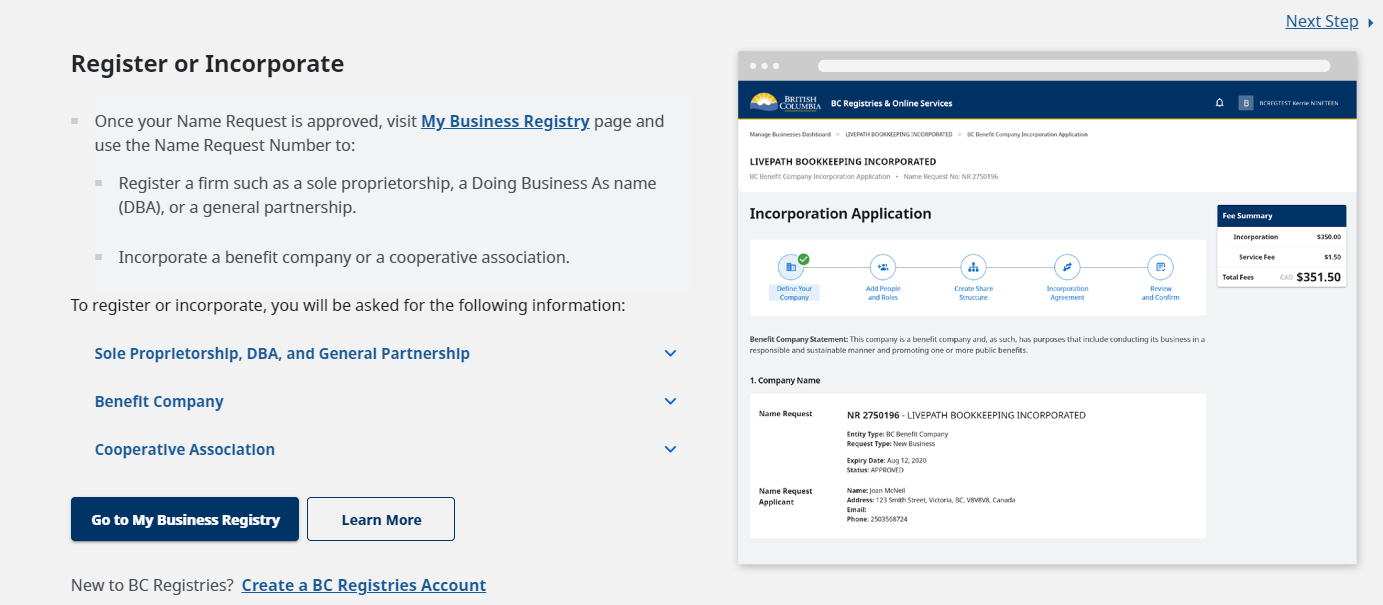 Next Step
Register or Incorporate
Once your Name Request is approved, visit My Business Registry page and
use the Name Request Number to:
Register a firm such as a sole proprietorship, a Doing Business As name
(DBA), or a general partnership.
Incorporate a benefit company or a cooperative association.
To register or incorporate, you will be asked for the following information:
Sole Proprietorship, DBA, and General Partnership
Benefit Company
Cooperative Association
Go to My Business Registry
Learn More
New to BC Registries? Create a BC Registries Account
BRITISH
COLUMBIA
BC Registries & Online Services
B
BCREGTEST Kerrie NINETEEN
Manage Businesses Dashboard > LIVEPATH BOOKKEEPING INCORPORATED > BC Benefit Company Incorporation Application
LIVEPATH BOOKKEEPING INCORPORATED
BC Benefit Company Incorporation Application • Name Request No: NR 2750196
Incorporation Application
Define Your
Company
Add People
and Roles
Create Share
Structure
Incorporation
Agreement
Review
and Confirm
Fee Summary
Incorporation $350.00
Service Fee $1.50
Total Fees CAD $351.50
Benefit Company Statement: This company is a benefit company and, as such, has purposes that include conducting its business in a
responsible and sustainable manner and promoting one or more public benefits.
1. Company Name
Name Request
NR 2750196 - LIVEPATH BOOKKEEPING INCORPORATED
Entity Type: BC Benefit Company
Request Type: New Business
Expiry Date: Aug 12, 2020
Status: APPROVED
Name Request
Applicant
Name: Joan McNeil
Address: 123 Smith Street, Victoria, BC, V8V8V8, Canada
Email:
Phone: 2503568724